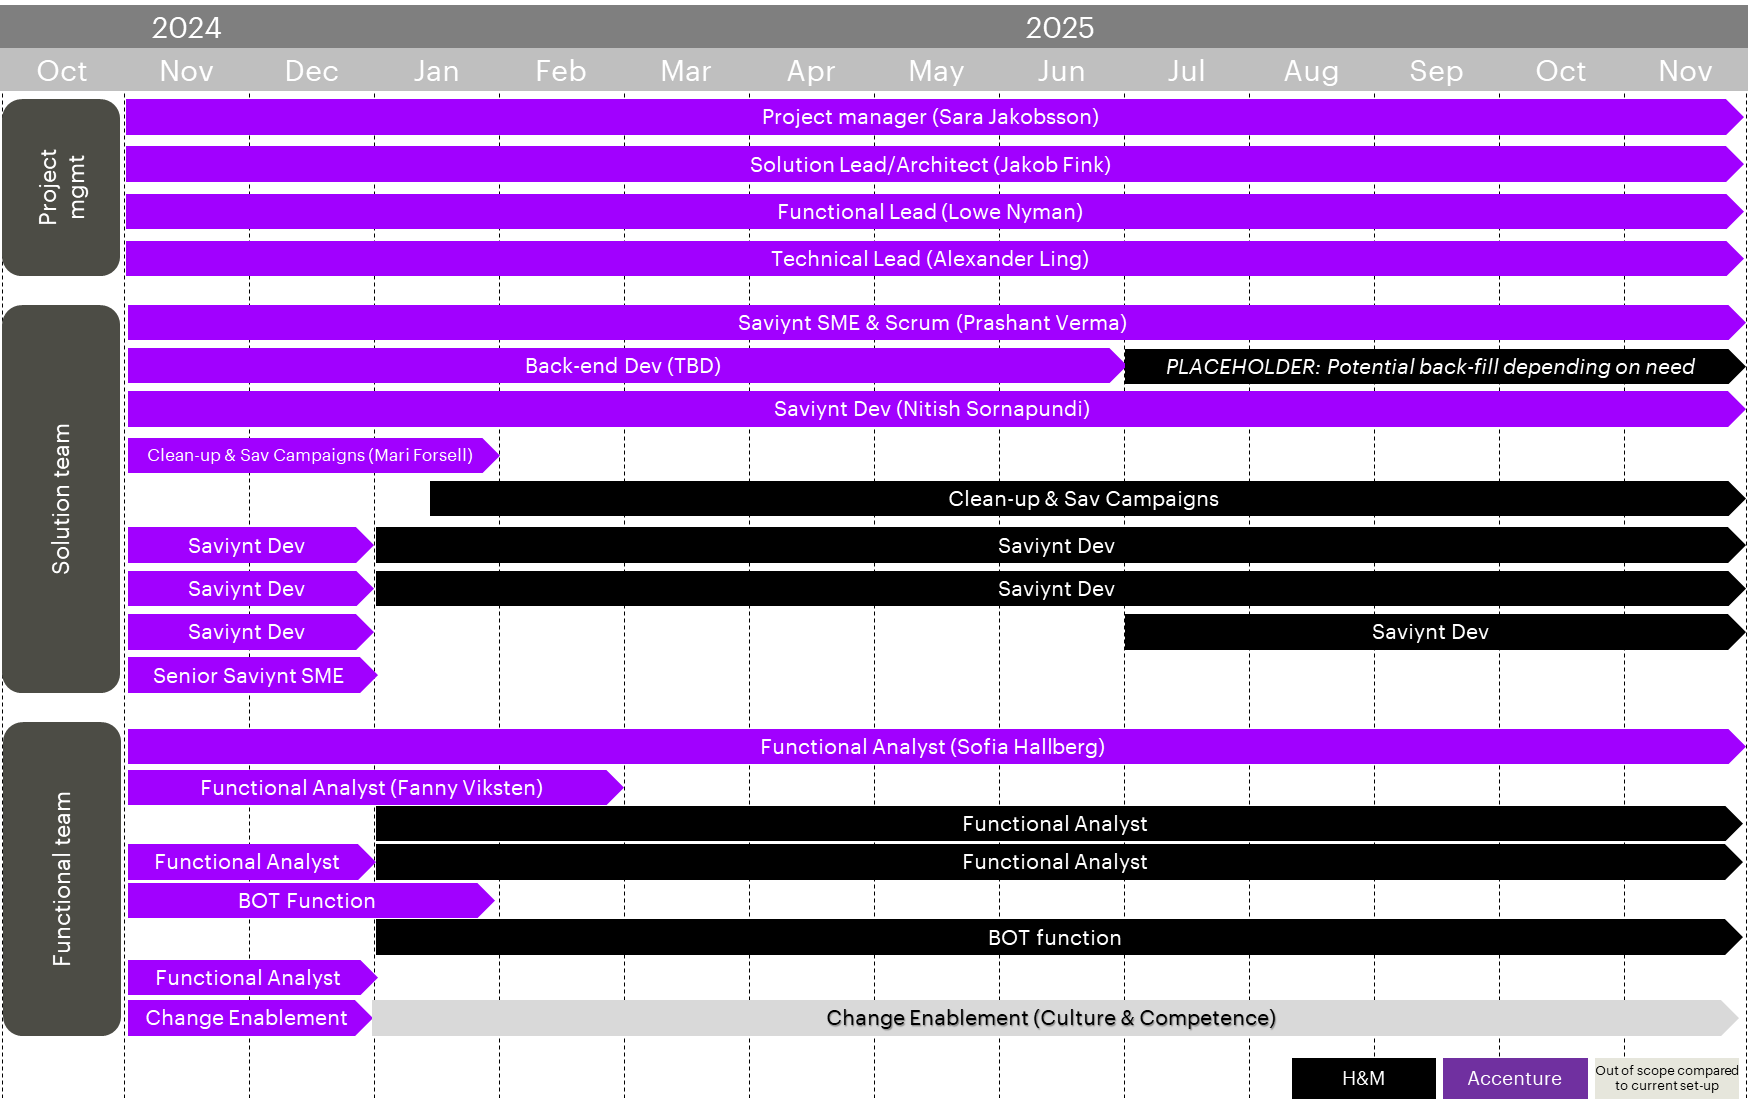 2024
2025
Oct
Nov
Dec
Jan
Feb
Mar
Apr
May
Jun
Jul
Aug
Sep
Oct
Nov
Project
mgmt
Project manager (Sara Jakobsson)
Solution Lead/Architect (Jakob Fink)
Functional Lead (Lowe Nyman)
Technical Lead (Alexander Ling)
Solution team
Saviynt SME & Scrum (Prashant Verma)
Back-end Dev (TBD)
PLACEHOLDER: Potential back-fill depending on need
Saviynt Dev (Nitish Sornapundi)
Clean-up & Sav Campaigns (Mari Forsell)
Clean-up & Sav Campaigns
Saviynt Dev
Saviynt Dev
Saviynt Dev
Saviynt Dev
Saviynt Dev
Saviynt Dev
Senior Saviynt SME
Functional team
Functional Analyst (Sofia Hallberg)
Functional Analyst (Fanny Viksten)
Functional Analyst
Functional Analyst
Functional Analyst
BOT Function
BOT function
Functional Analyst
Change Enablement
Change Enablement (Culture & Competence)
H&M
Accenture
Out of scope compared
to current set-up